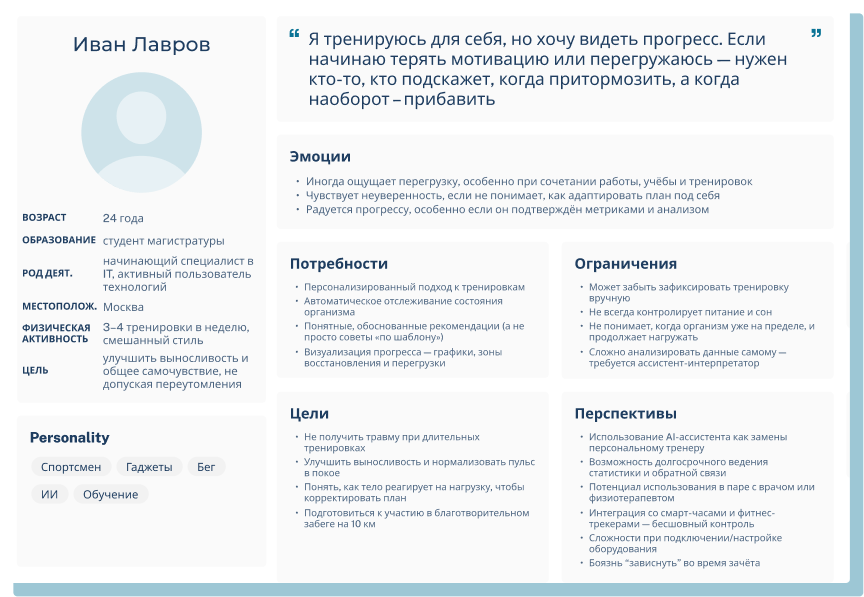 Иван Лавров
ВОЗРАСТ 24 года
ОБРАЗОВАНИЕ студент магистратуры
РОД ДЕЯТ. начинающий специалист в
IT, активный пользователь
технологий
МЕСТОПОЛОЖ. Москва
ФИЗИЧЕСКАЯ 3–4 тренировки в неделю,
АКТИВНОСТЬ смешанный стиль
ЦЕЛЬ улучшить выносливость и
общее самочувствие, не
допуская переутомления
Personality
Спортсмен Гаджеты Бег
ИИ Обучение
“ Я тренируюсь для себя, но хочу видеть прогресс. Если ”
начинаю терять мотивацию или перегружаюсь — нужен
кто-то, кто подскажет, когда притормозить, а когда
наоборот – прибавить
Эмоции
• Иногда ощущает перегрузку, особенно при сочетании работы, учёбы и тренировок
• Чувствует неуверенность, если не понимает, как адаптировать план под себя
• Радуется прогрессу, особенно если он подтверждён метриками и анализом
Потребности
• Персонализированный подход к тренировкам
• Автоматическое отслеживание состояния
организма
• Понятные, обоснованные рекомендации (а не
просто советы «по шаблону»)
• Визуализация прогресса — графики, зоны
восстановления и перегрузки
Ограничения
• Может забыть зафиксировать тренировку
вручную
• Не всегда контролирует питание и сон
• Не понимает, когда организм уже на пределе, и
продолжает нагружать
• Сложно анализировать данные самому —
требуется ассистент-интерпретатор
Цели
• Не получить травму при длительных
тренировках
• Улучшить выносливость и нормализовать пульс
в покое
• Понять, как тело реагирует на нагрузку, чтобы
корректировать план
• Подготовиться к участию в благотворительном
забеге на 10 км
Перспективы
• Использование AI-ассистента как замены
персональному тренеру
• Возможность долгосрочного ведения
статистики и обратной связи
• Потенциал использования в паре с врачом или
физиотерапевтом
• Интеграция со смарт-часами и фитнес-
трекерами — бесшовный контроль
• Сложности при подключении/настройке
оборудования
• Боязнь “зависнуть” во время зачёта